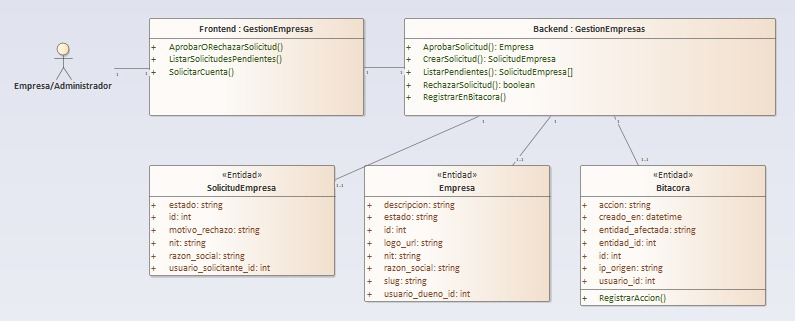 Empresa/Administrador
1
1
Frontend : GestionEmpresas
+ AprobarORechazarSolicitud()
+ ListarSolicitudesPendientes()
+ SolicitarCuenta()
1
1
Backend : GestionEmpresas
+ AprobarSolicitud(): Empresa
+ CrearSolicitud(): SolicitudEmpresa
+ ListarPendientes(): SolicitudEmpresa[]
+ RechazarSolicitud(): boolean
+ RegistrarEnBitacora()
1
1
1
1..1
1..1
1..1
«Entidad»
SolicitudEmpresa
+ estado: string
+ id: int
+ motivo_rechazo: string
+ nit: string
+ razon_social: string
+ usuario_solicitante_id: int
«Entidad»
Empresa
+ descripcion: string
+ estado: string
+ id: int
+ logo_url: string
+ nit: string
+ razon_social: string
+ slug: string
+ usuario_dueno_id: int
«Entidad»
Bitacora
+ accion: string
+ creado_en: datetime
+ entidad_afectada: string
+ entidad_id: int
+ id: int
+ ip_origen: string
+ usuario_id: int
+ RegistrarAccion()